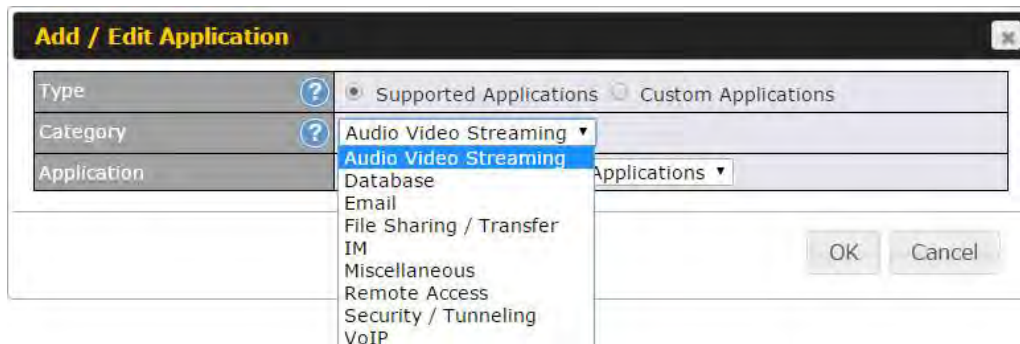 Add / Edit Application
Type ? Supported Applications Custom Applications
Category ? Audio Video Streaming
Audio Video Streaming
Application Applications
Database
Email
File Sharing / Transfer
IM
Miscellaneous
Remote Access
Security / Tunneling
VoIP
OK Cancel